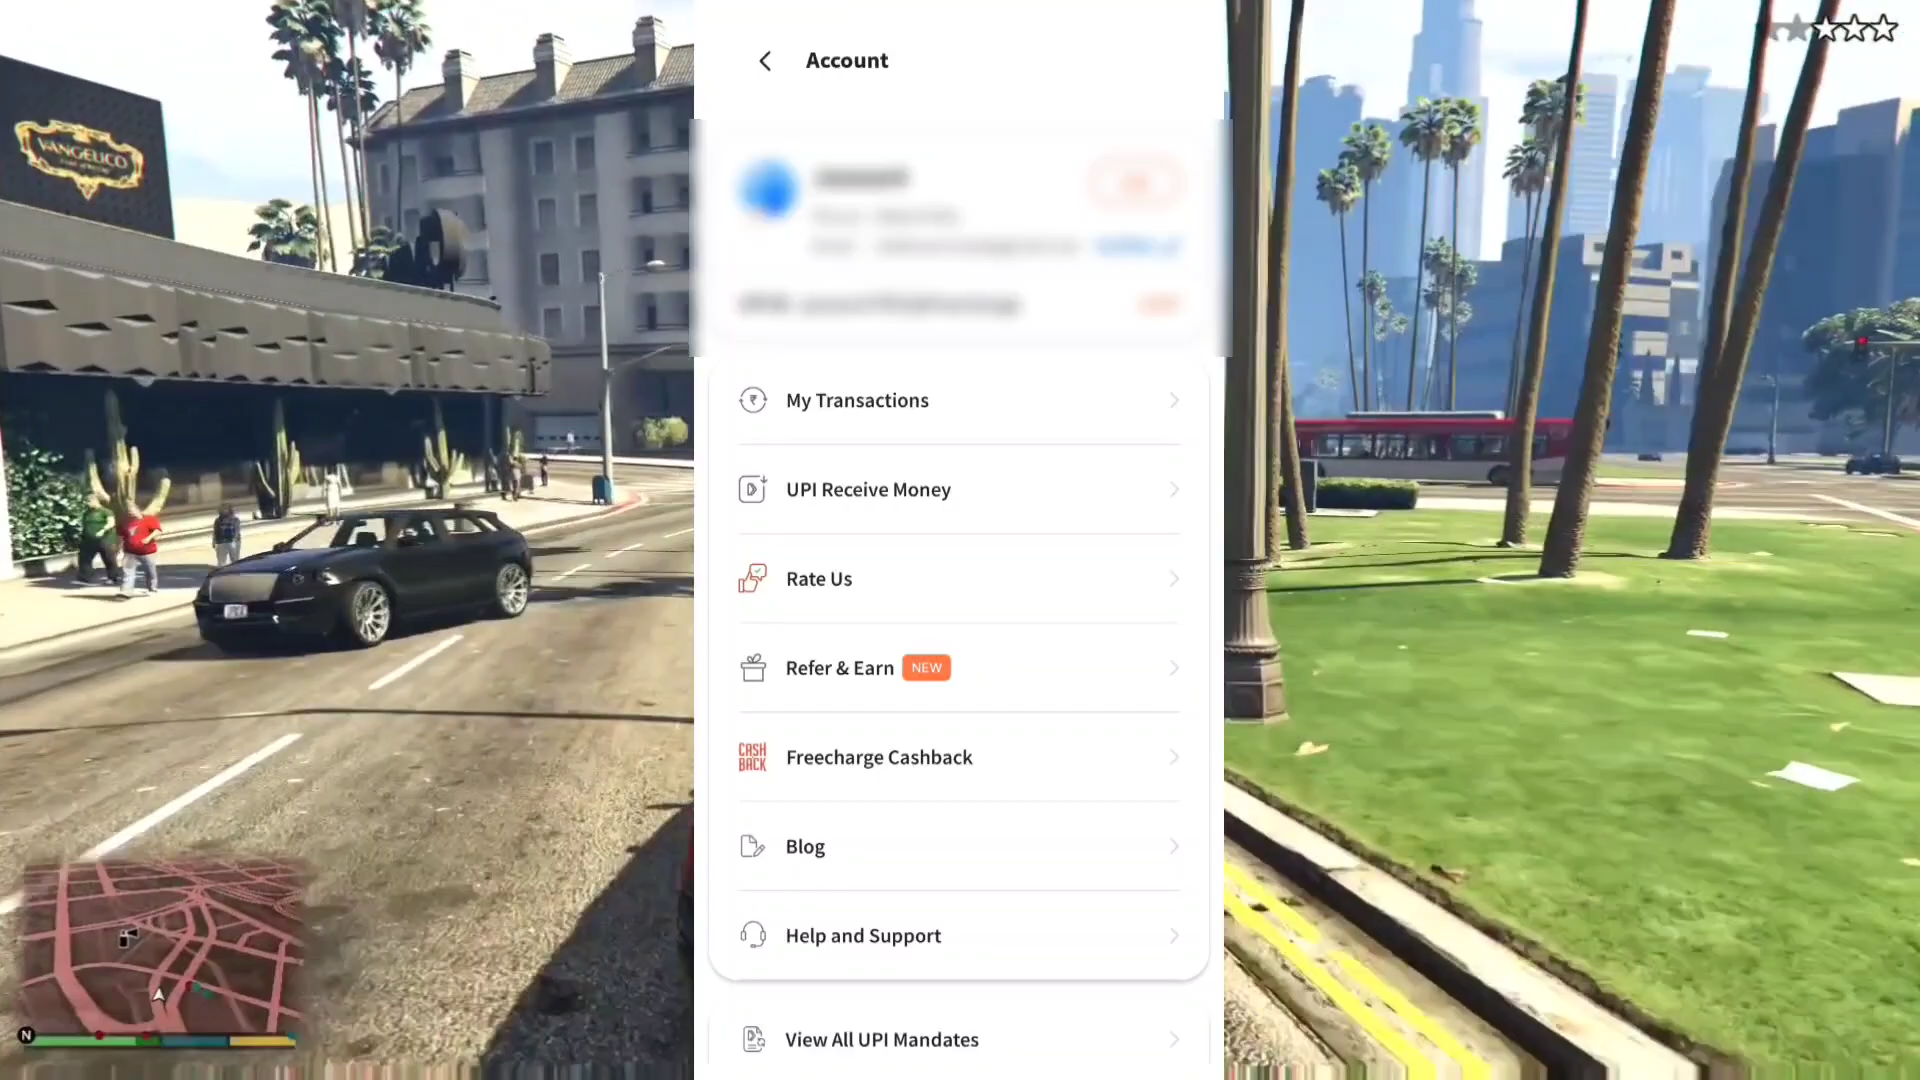 VANGELICO
Account
My Transactions
UPI Receive Money
Rate Us
Refer & Earn NEW
CASH
BACK
Freecharge Cashback
Blog
Help and Support
View All UPI Mandates
N